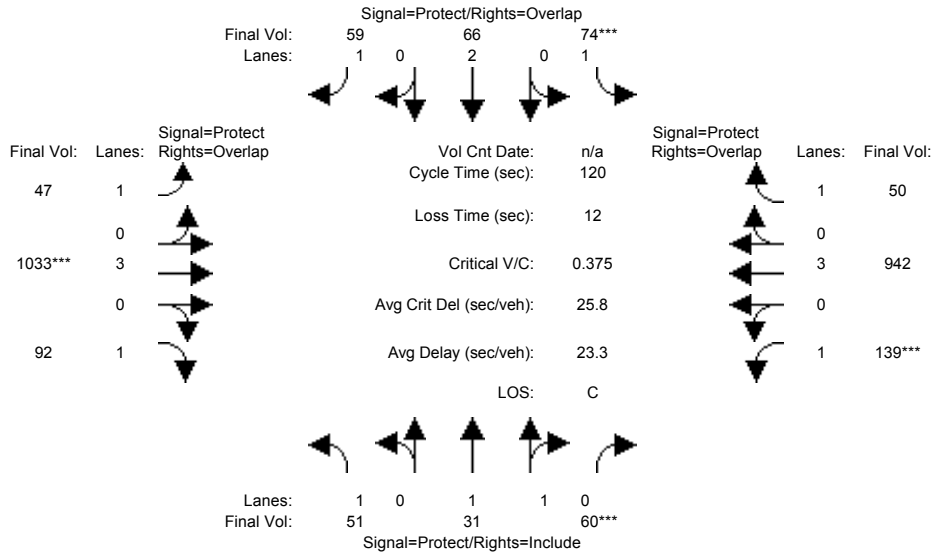 Signal=Protect/Rights=Overlap
Final Vol: 59 66 74***
Lanes: 1 0 2 0 1
Signal=Protect Signal=Protect
Final Vol: Lanes: Rights=Overlap Vol Cnt Date: n/a Rights=Overlap Lanes: Final Vol:
Cycle Time (sec): 120
47 1 1 50
Loss Time (sec): 12
0 0
1033*** 3 Critical V/C: 0.375 3 942
0 Avg Crit Del (sec/veh): 25.8 0
92 1 Avg Delay (sec/veh): 23.3 1 139***
LOS: C
Lanes: 1 0 1 1 0
Final Vol: 51 31 60***
Signal=Protect/Rights=Include